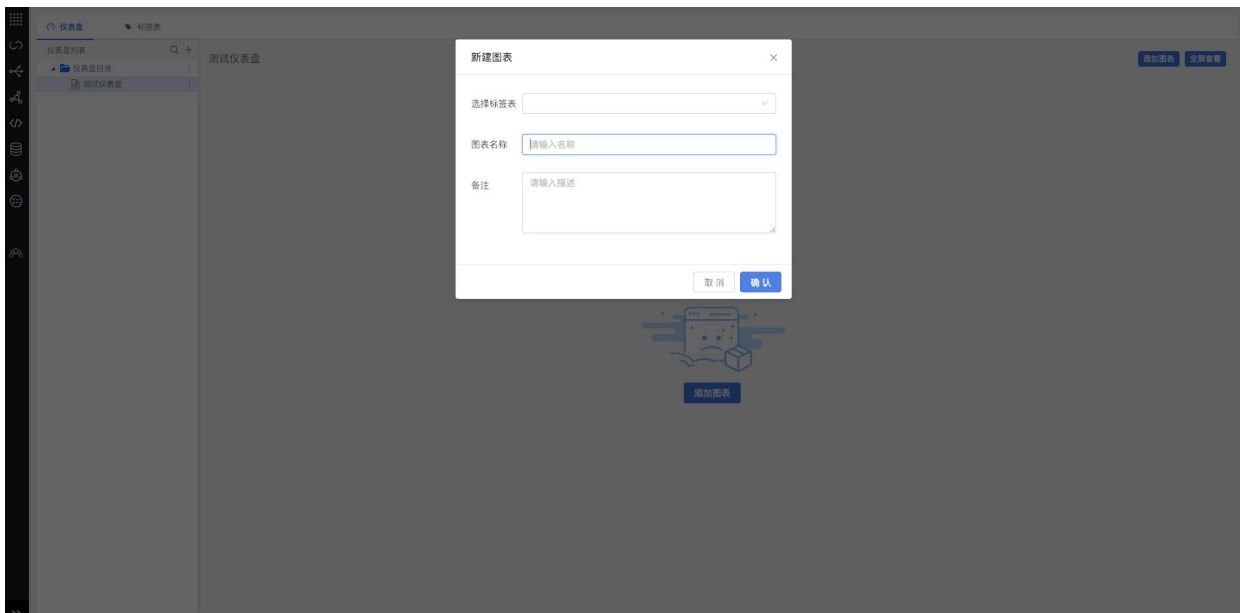 仪表盘
标签表
仪表盘列表
仪表盘目录
测试仪表盘
测试仪表盘
添加图表
全屏查看
新建图表
选择标签表
图表名称
请输入名称
备注
请输入描述
取消
确认
添加图表